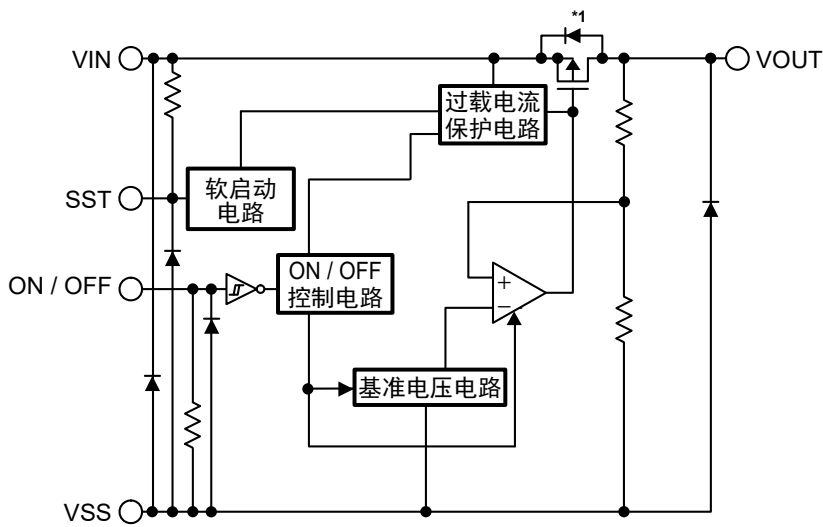 *1
VIN
VOUT
过载电流
保护电路
SST
软启动
电路
ON / OFF
ON / OFF
控制电路
+
−
基准电压电路
VSS